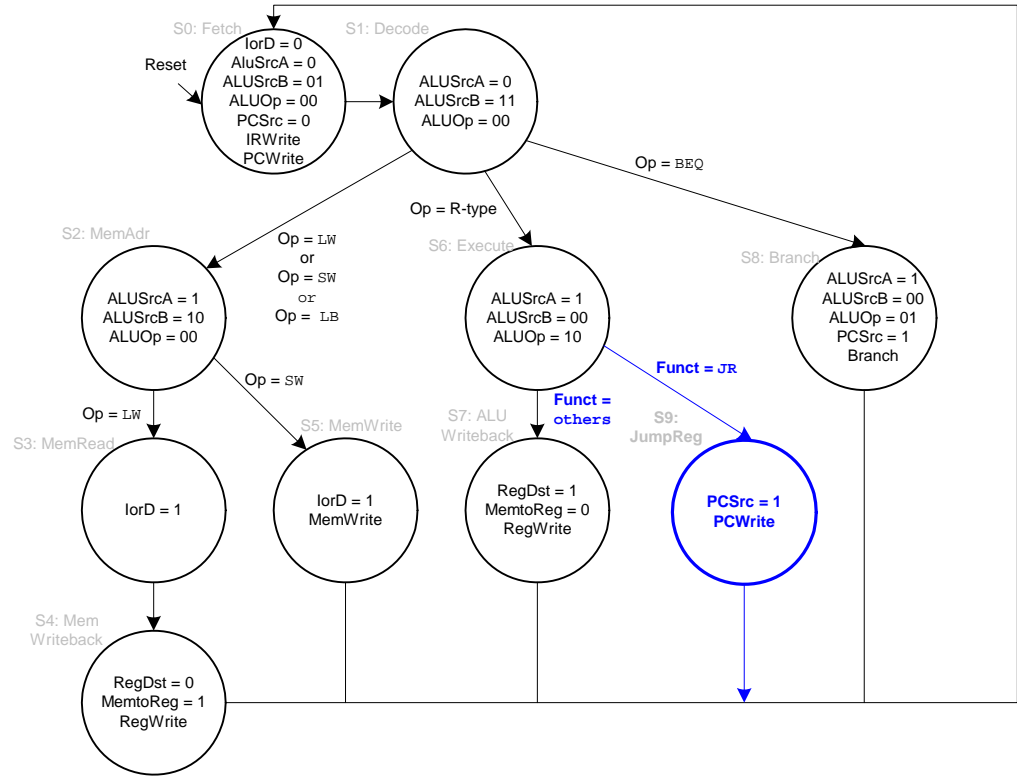 S0: Fetch
S1: Decode
Reset
IorD = 0
AluSrcA = 0
ALUSrcB = 01
ALUOp = 00
PCSrc = 0
IRWrite
PCWrite
ALUSrcA = 0
ALUSrcB = 11
ALUOp = 00
Op = BEQ
Op = R-type
Op = LW
or
Op = SW
or
Op = LB
S2: MemAdr
S6: Execute
S8: Branch
ALUSrcA = 1
ALUSrcB = 10
ALUOp = 00
ALUSrcA = 1
ALUSrcB = 00
ALUOp = 10
ALUSrcA = 1
ALUSrcB = 00
ALUOp = 01
PCSrc = 1
Branch
Op = LW
Op = SW
Funct = JR
Funct =
others
S3: MemRead
S5: MemWrite
S7: ALU
Writeback
S9:
JumpReg
IorD = 1
IorD = 1
MemWrite
RegDst = 1
MemtoReg = 0
RegWrite
PCSrc = 1
PCWrite
S4: Mem
Writeback
RegDst = 0
MemtoReg = 1
RegWrite